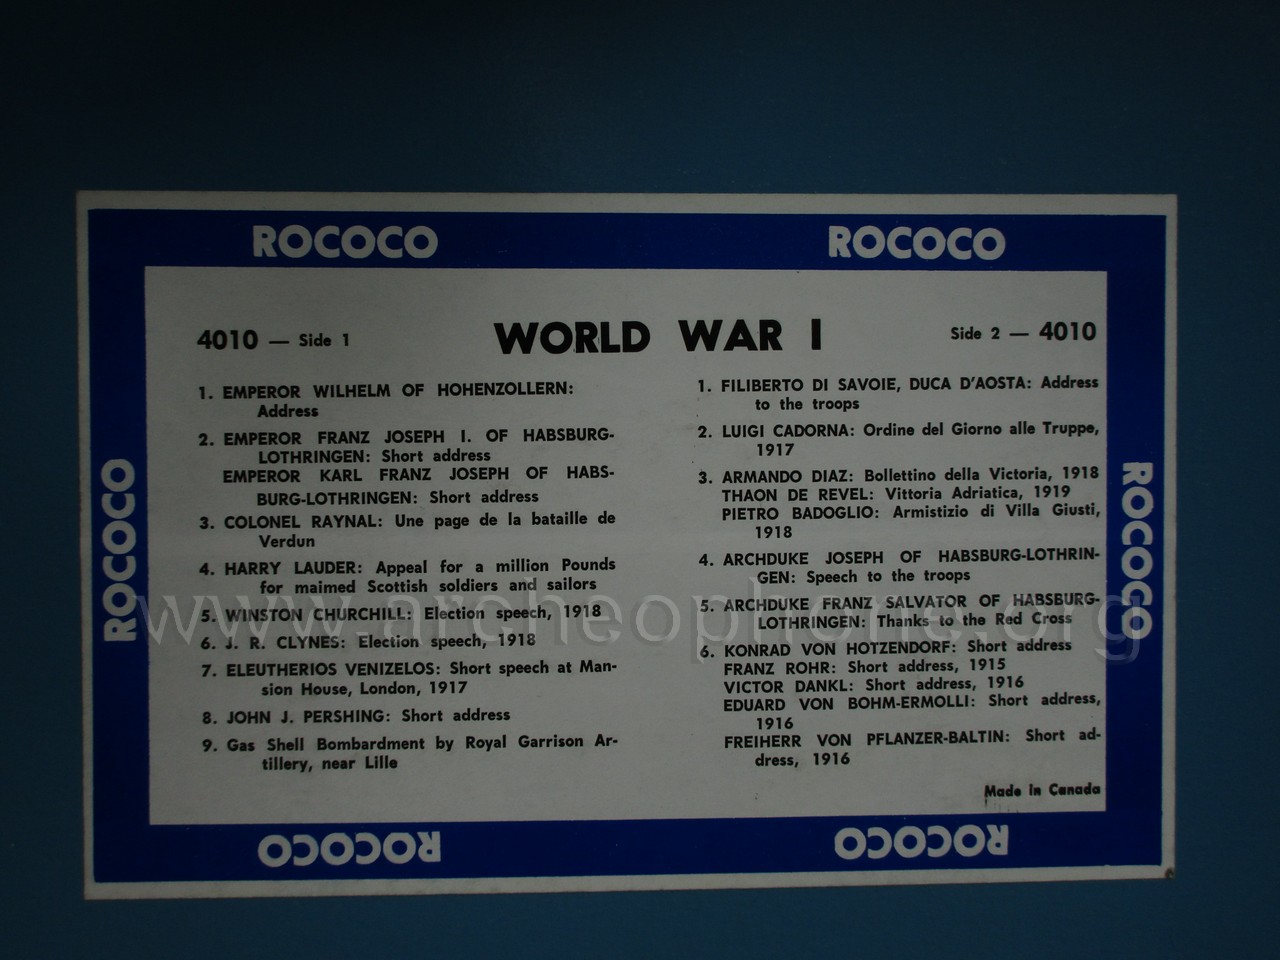 ROCOCO ROCOCO
4010 — Side 1 WORLD WAR I Side 2 — 4010
1. EMPEROR WILHELM OF HOHENZOLLERN:
Address
2. EMPEROR FRANZ JOSEPH I. OF HABSBURG-
LOTHRINGEN: Short address
EMPEROR KARL FRANZ JOSEPH OF HABS-
BURG-LOTHRINGEN: Short address
3. COLONEL RAYNAL: Une page de la bataille de
Verdun
4. HARRY LAUDER: Appeal for a million Pounds
for maimed Scottish soldiers and sailors
5. WINSTON CHURCHILL: Election speech, 1918
6. J. R. CLYNES: Election speech, 1918
7. ELEUTHERIOS VENIZELOS: Short speech at Man-
sion House, London, 1917
8. JOHN J. PERSHING: Short address
9. Gas Shell Bombardment by Royal Garrison Ar-
tillery, near Lille
1. FILIBERTO DI SAVOIE, DUCA D'AOSTA: Address
to the troops
2. LUIGI CADORNA: Ordine del Giorno alle Truppe,
1917
3. ARMANDO DIAZ: Bollettino della Victoria, 1918
THAON DE REVEL: Vittoria Adriatica, 1919
PIETRO BADOGLIO: Armistizio di Villa Giusti,
1918
4. ARCHDUKE JOSEPH OF HABSBURG-LOTHRIN-
GEN: Speech to the troops
5. ARCHDUKE FRANZ SALVATOR OF HABSBURG-
LOTHRINGEN: Thanks to the Red Cross
6. KONRAD VON HOTZENDORF: Short address
FRANZ ROHR: Short address, 1915
VICTOR DANKL: Short address, 1916
EDUARD VON BOHM-ERMOLLI: Short address,
1916
FREIHERR VON PFLANZER-BALTIN: Short ad-
dress, 1916
Made in Canada
ROCOCO
ROCOCO
ROCOCO ROCOCO
www.archeophone.org